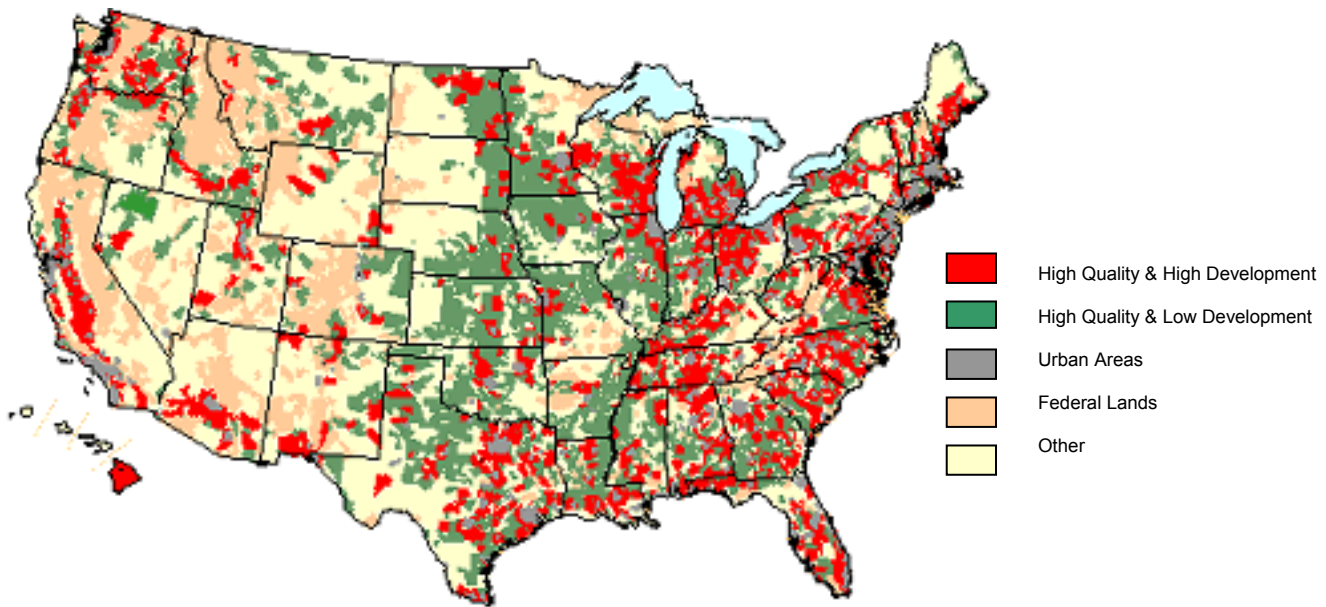 High Quality & High Development
High Quality & Low Development
Urban Areas
Federal Lands
Other